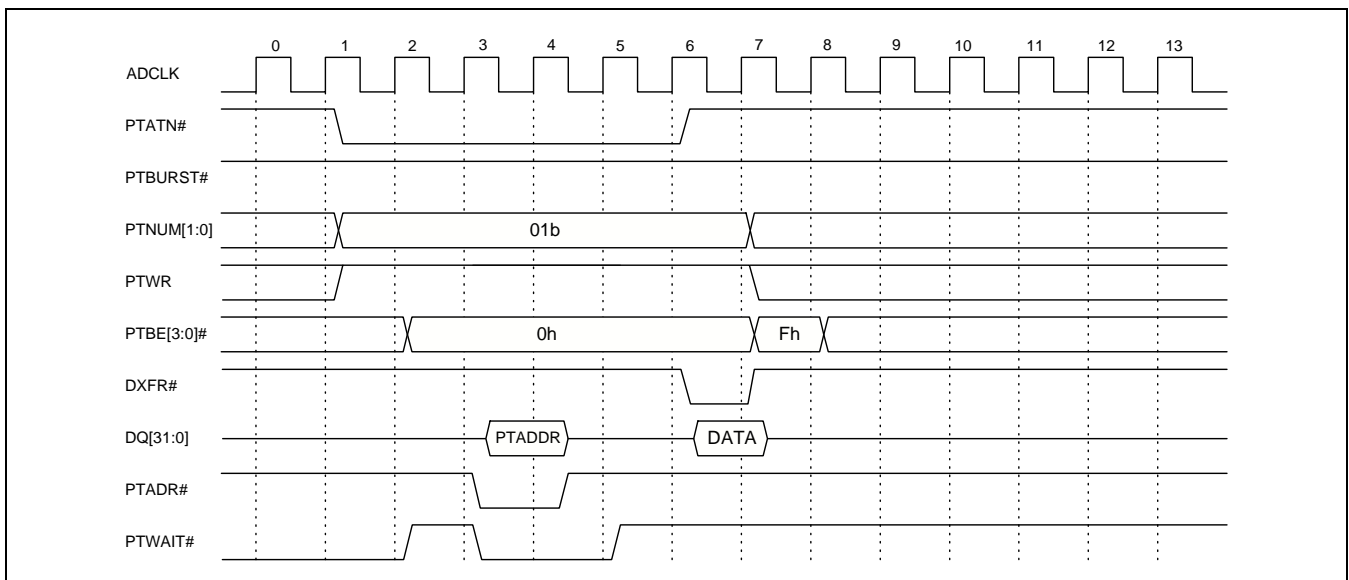 0 1 2 3 4 5 6 7 8 9 10 11 12 13
ADCLK
PTATN#
PTBURST#
PTNUM[1:0] 01b
PTWR
PTBE[3:0]# 0h Fh
DXFR#
DQ[31:0] PTADDR DATA
PTADR#
PTWAIT#